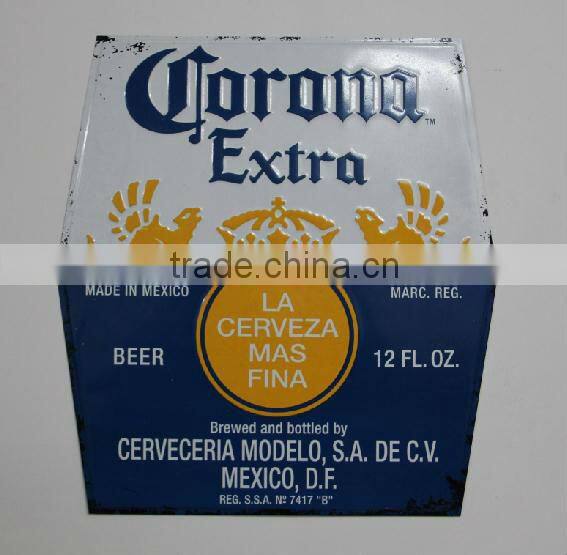 Corona
Extra
TM
trade.china.cn
MADE IN MEXICO
MARC. REG.
LA
CERVEZA
MAS
FINA
BEER
12 FL. OZ.
Brewed and bottled by
CERVECERIA MODELO, S.A. DE C.V.
MEXICO, D.F.
REG. S.S.A. Nº 7417 "B"